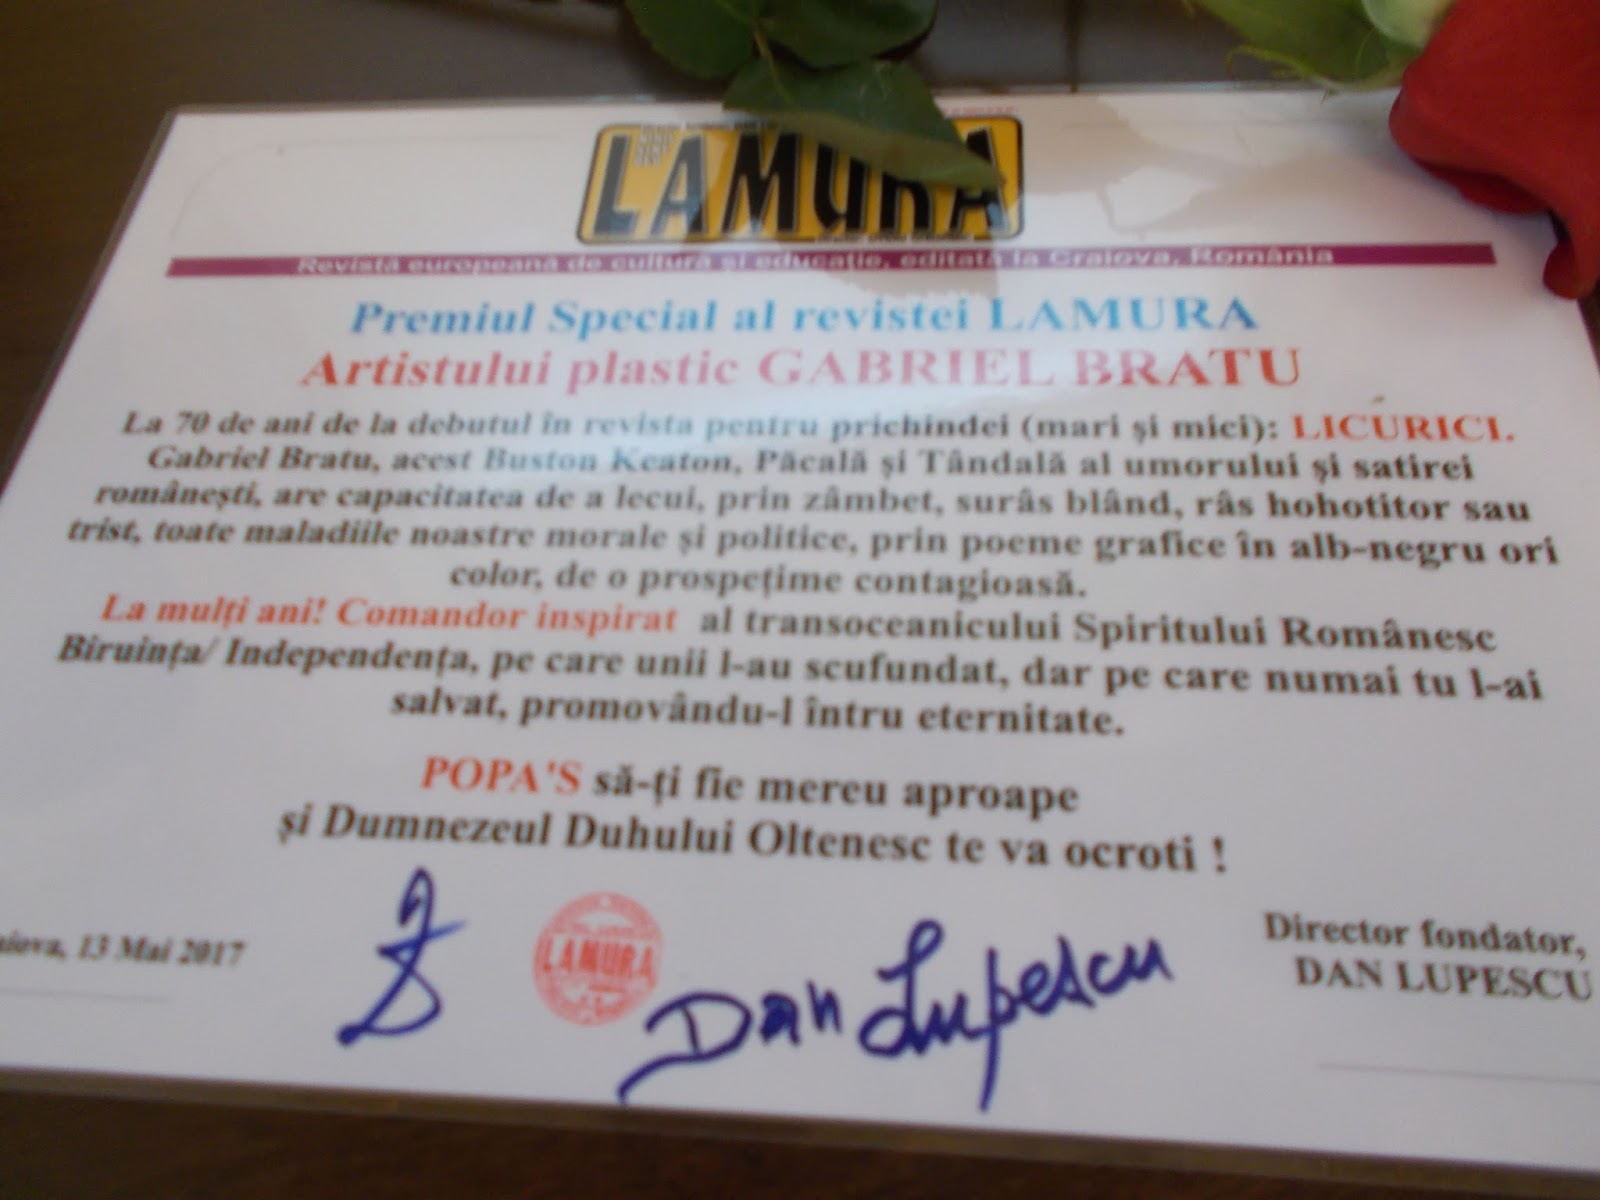 LAMURA
Revistă europeană de cultură și educație, editată la Craiova, România
Premiul Special al revistei LAMURA
Artistului plastic GABRIEL BRATU
La 70 de ani de la debutul în revista pentru prichindei (mari și mici): LICURICI.
Gabriel Bratu, acest Buston Keaton, Păcală și Tândală al umorului și satirei
românești, are capacitatea de a lecui, prin zâmbet, surâs blând, râs hohotitor sau
trist, toate maladiile noastre morale și politice, prin poeme grafice în alb-negru ori
color, de o prospețime contagioasă.
La mulți ani! Comandor inspirat al transoceanicului Spiritului Românesc
Biruința/ Independența, pe care unii l-au scufundat, dar pe care numai tu l-ai
salvat, promovându-l întru eternitate.
POPA'S să-ți fie mereu aproape
și Dumnezeul Duhului Oltenesc te va ocroti !
aiova, 13 Mai 2017
LAMURA
Dan Lupescu
Director fondator,
DAN LUPESCU